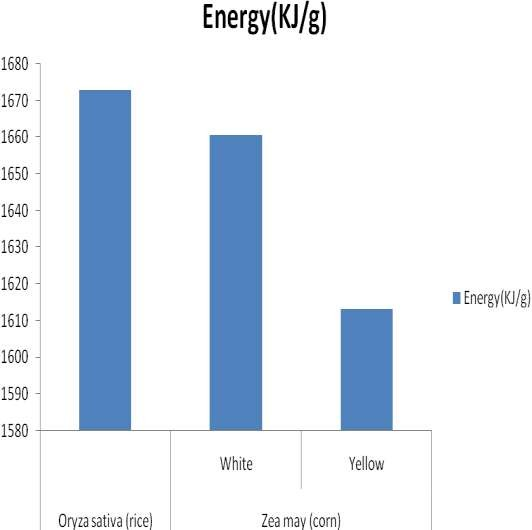 Energy(KJ/g)
1680
1670
1660
1650
1640
1630
1620
1610
1600
1590
1580
Energy(KJ/g)
White Yellow
Oryza sativa (rice) Zea may (corn)